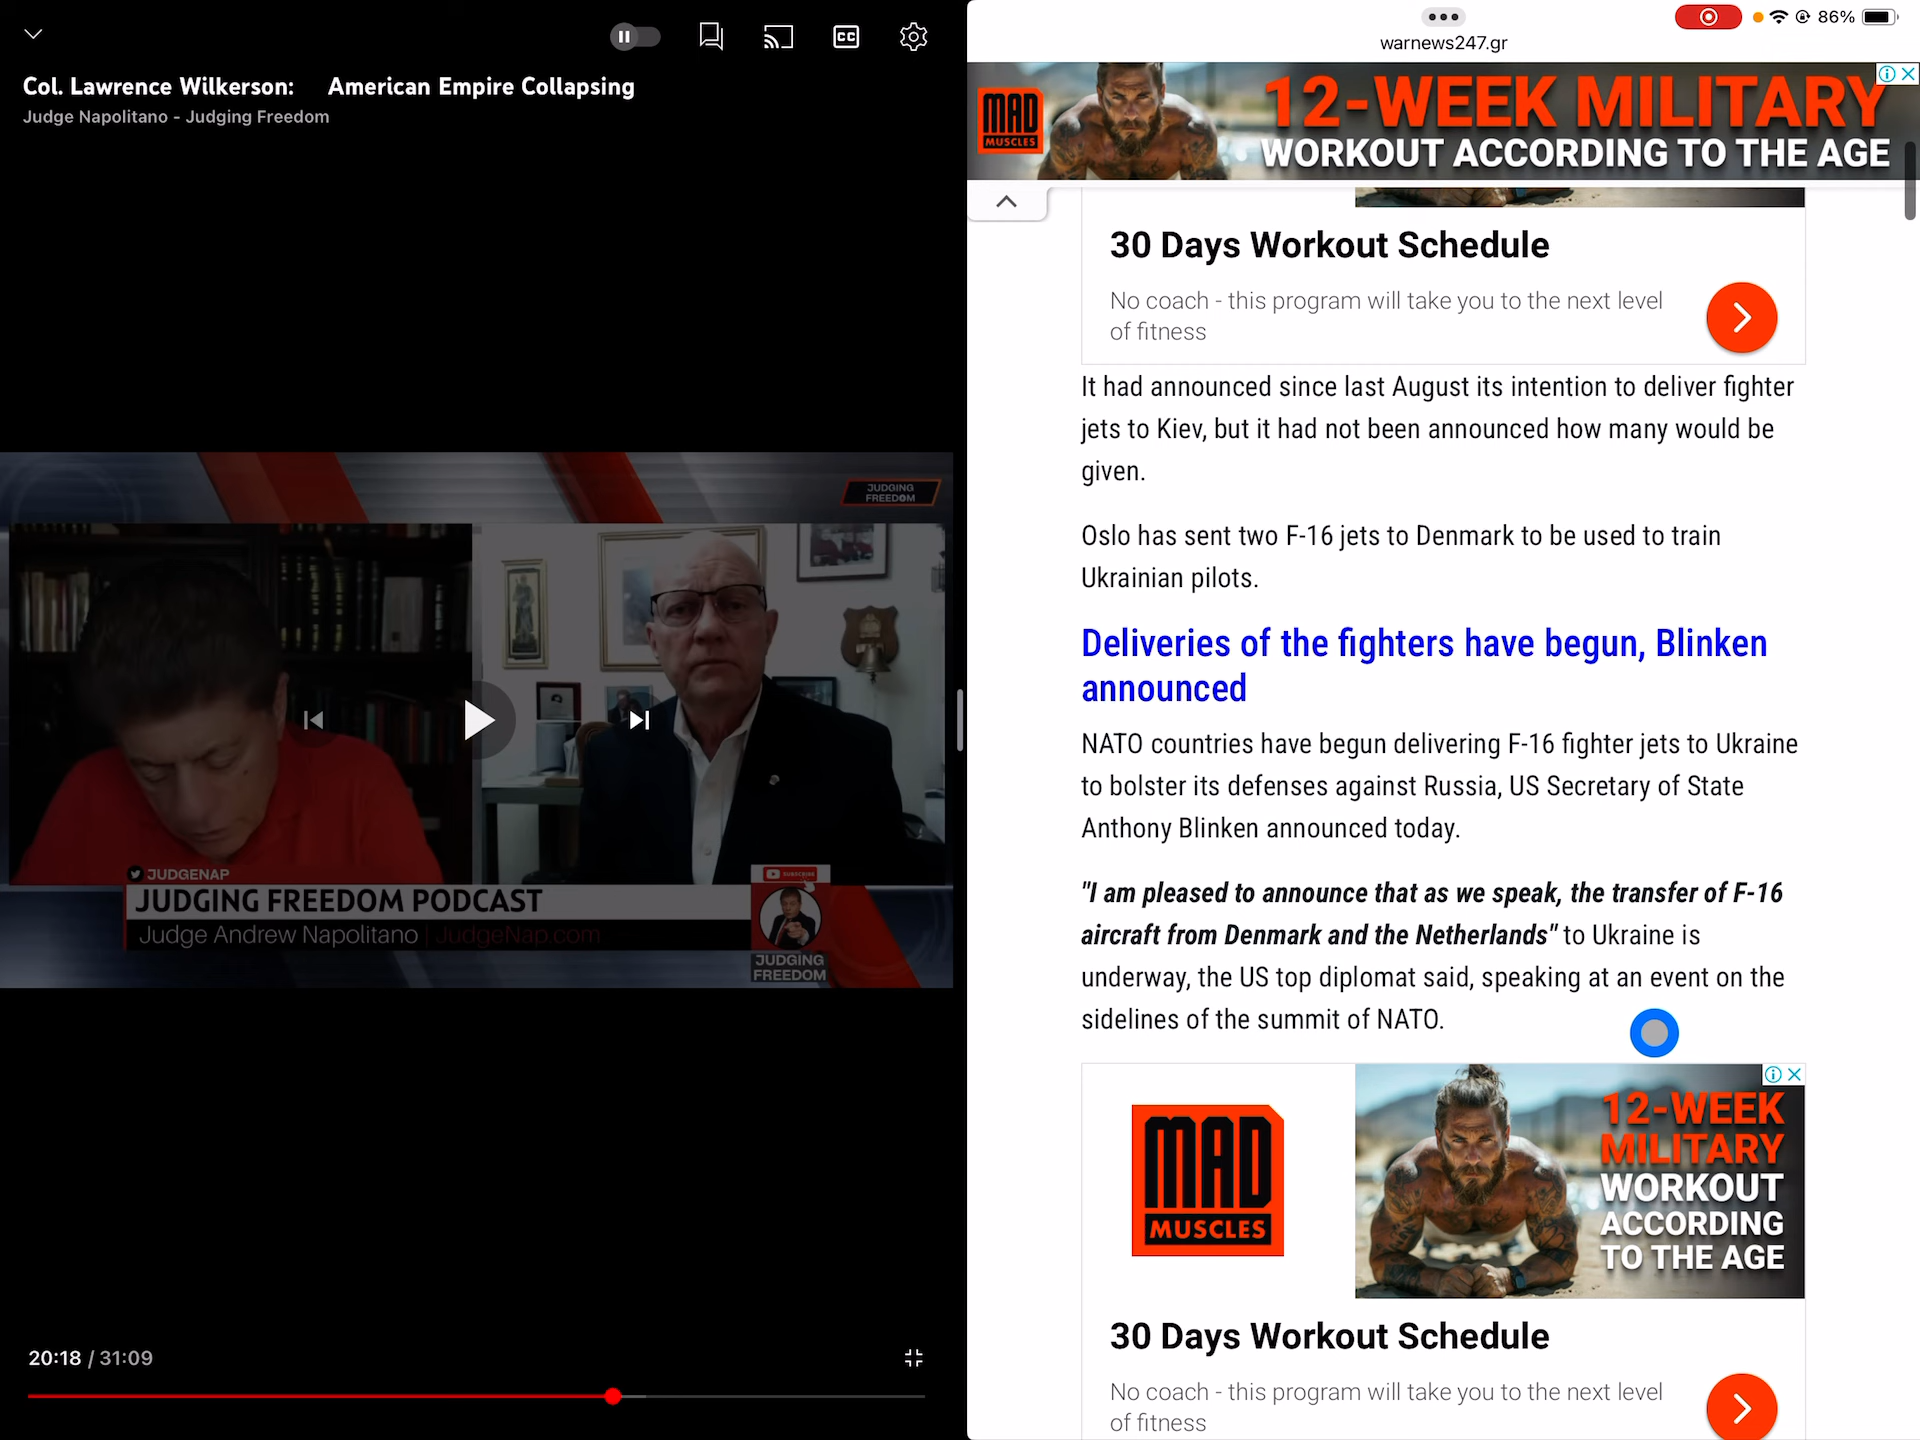 Col. Lawrence Wilkerson: American Empire Collapsing
Judge Napolitano - Judging Freedom
CC
JUDGING
FREEDOM
JUDGENAP
JUDGING FREEDOM PODCAST
Judge Andrew Napolitano | JudgeNap.com
SUBSCRIBE
JUDGING
FREEDOM
20:18 / 31:09
86%
warnews247.gr
MAD
MUSCLES
12-WEEK MILITARY
WORKOUT ACCORDING TO THE AGE
30 Days Workout Schedule
No coach - this program will take you to the next level
of fitness
It had announced since last August its intention to deliver fighter
jets to Kiev, but it had not been announced how many would be
given.
Oslo has sent two F-16 jets to Denmark to be used to train
Ukrainian pilots.
Deliveries of the fighters have begun, Blinken
announced
NATO countries have begun delivering F-16 fighter jets to Ukraine
to bolster its defenses against Russia, US Secretary of State
Anthony Blinken announced today.
"I am pleased to announce that as we speak, the transfer of F-16
aircraft from Denmark and the Netherlands" to Ukraine is
underway, the US top diplomat said, speaking at an event on the
sidelines of the summit of NATO.
MAD
MUSCLES
12-WEEK
MILITARY
WORKOUT
ACCORDING
TO THE AGE
30 Days Workout Schedule
No coach - this program will take you to the next level
of fitness